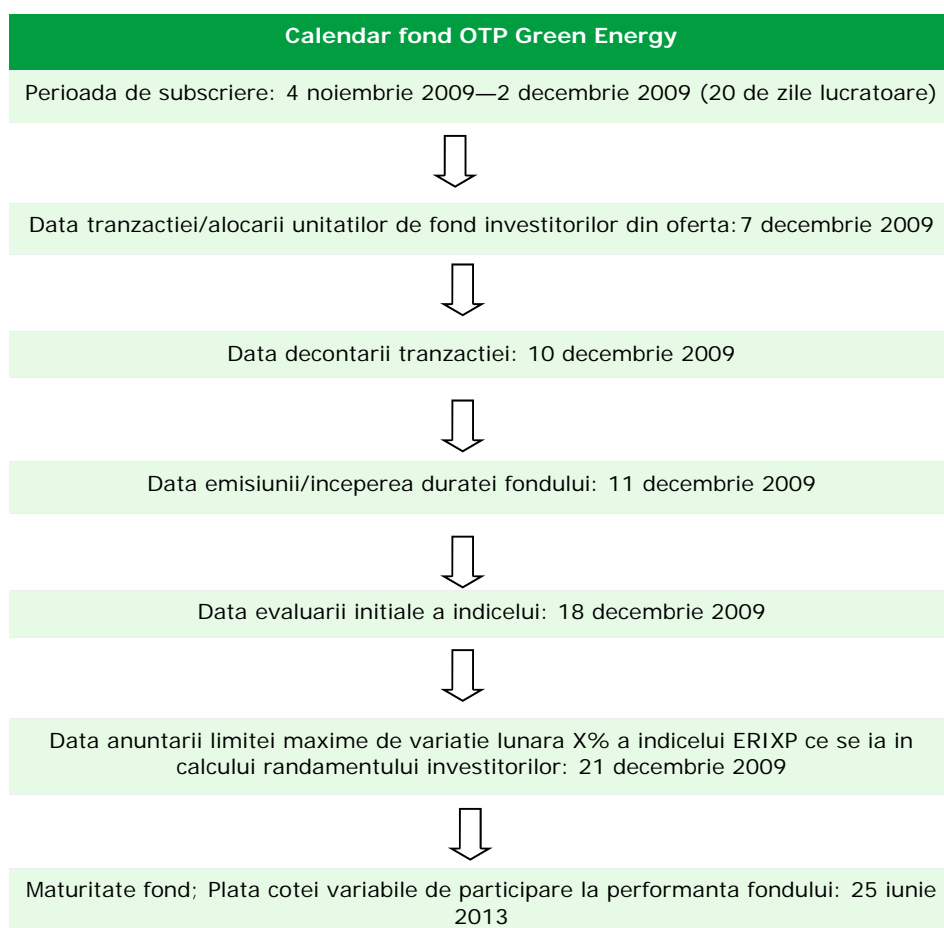 Calendar fond OTP Green Energy
Perioada de subscriere: 4 noiembrie 2009—2 decembrie 2009 (20 de zile lucratoare)
Data tranzactiei/alocarii unitatilor de fond investitorilor din oferta: 7 decembrie 2009
Data decontarii tranzactiei: 10 decembrie 2009
Data emisiunii/inceperea duratei fondului: 11 decembrie 2009
Data evaluarii initiale a indicelui: 18 decembrie 2009
Data anuntarii limitei maxime de variatie lunara X% a indicelui ERIXP ce se ia in
calculul randamentului investitorilor: 21 decembrie 2009
Maturitate fond; Plata cotei variabile de participare la performanta fondului: 25 iunie
2013